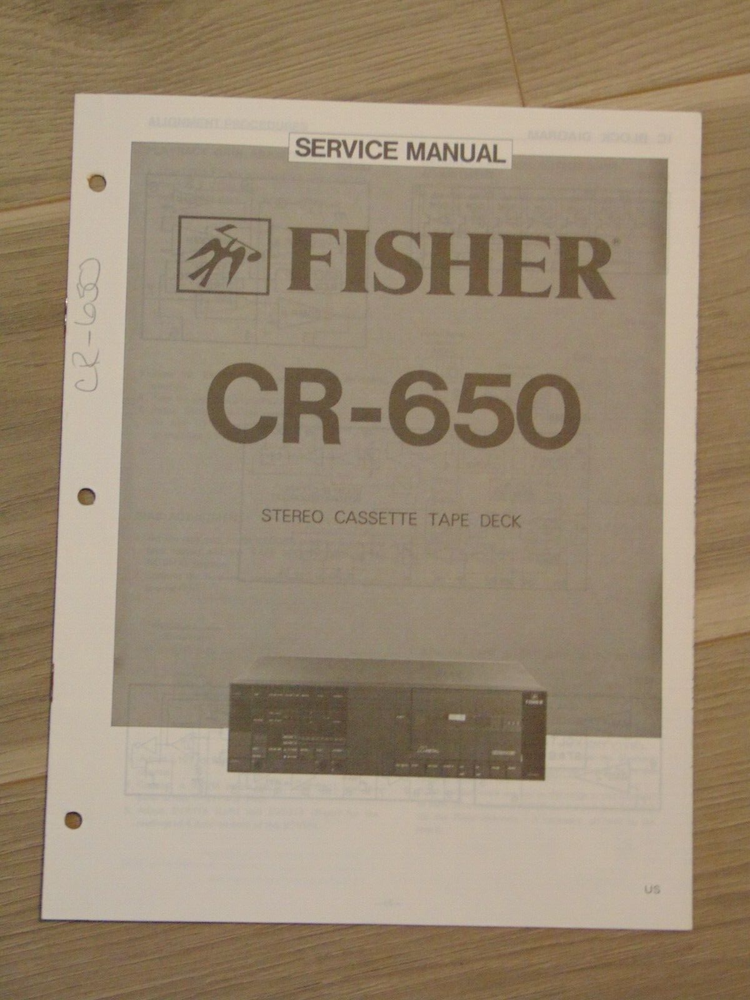 SERVICE MANUAL
FISHER®
CR-650
CR-650
STEREO CASSETTE TAPE DECK
US